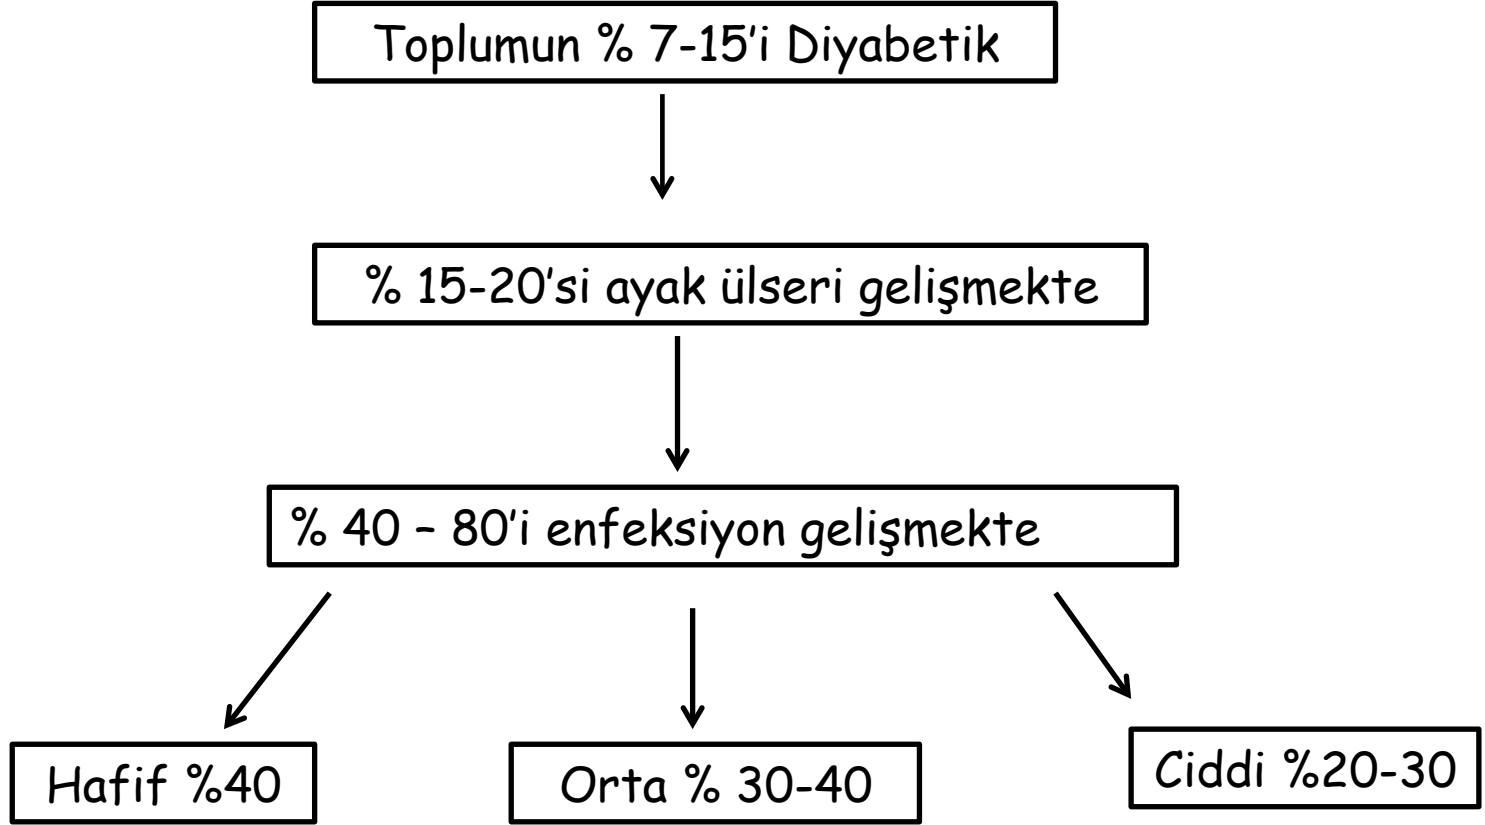 Toplumun % 7-15'i Diyabetik
% 15-20'si ayak ülseri gelişmekte
% 40 – 80'i enfeksiyon gelişmekte
Hafif %40
Orta % 30-40
Ciddi %20-30